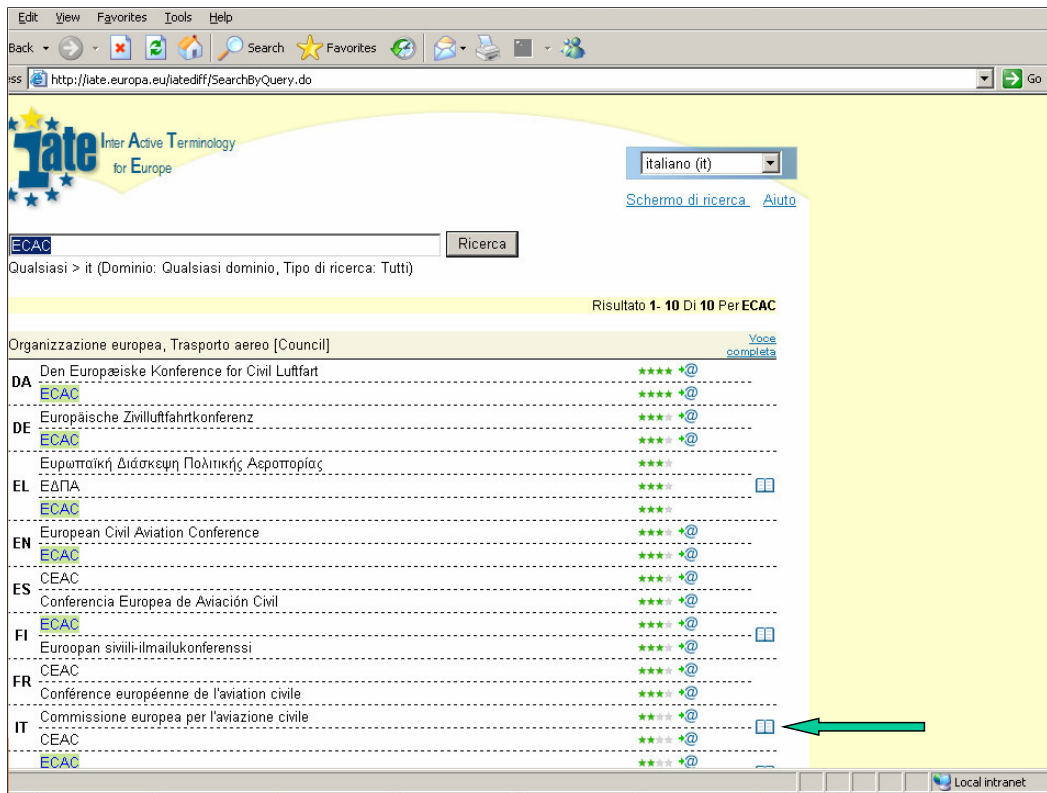 Edit View Favorites Tools Help
Back Search Favorites
ess http://iate.europa.eu/iatediff/SearchByQuery.do Go
iate Inter Active Terminology
for Europe
italiano (it)
Schermo di ricerca Aiuto
ECAC Ricerca
Qualsiasi > it (Dominio: Qualsiasi dominio, Tipo di ricerca: Tutti)
Risultato 1- 10 Di 10 Per ECAC
Organizzazione europea, Trasporto aereo [Council] Voce completa
DA Den Europæiske Konference for Civil Luftfart
ECAC
DE Europäische Zivilluftfahrtkonferenz
ECAC
Ευρωπαϊκή Διάσκεψη Πολιτικής Αεροπορίας
EL ΕΔΠΑ
ECAC
EN European Civil Aviation Conference
ECAC
ES CEAC
Conferencia Europea de Aviación Civil
FI ECAC
Euroopan siviili-ilmailukonferenssi
FR CEAC
Conférence européenne de l'aviation civile
IT Commissione europea per l'aviazione civile
CEAC
ECAC
Local intranet